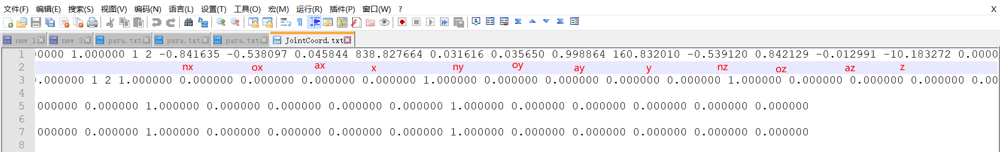 文件(F) 编辑(E) 搜索(S) 视图(V) 编码(N) 语言(L) 设置(T) 工具(O) 宏(M) 运行(R) 插件(P) 窗口(W) ? X
new 1 new 3 para.txt para.txt para.txt JointCoord.txt
1 00000 1.000000 1 2 -0.841635 -0.538097 0.045844 838.827664 0.031616 0.035650 0.998864 160.832010 -0.539120 0.842129 -0.012991 -10.183272 0.0000
2 nx ox ax x ny oy ay y nz oz az z
3 0.000000 1 2 1.000000 0.000000 0.000000 0.000000 0.000000 1.000000 0.000000 0.000000 0.000000 0.000000 1.000000 0.000000 0.000000 0.000000 0.00
4
5 000000 0.000000 1.000000 0.000000 0.000000 0.000000 0.000000 1.000000 0.000000 0.000000 0.000000 0.000000 0.000000
6
7 000000 0.000000 1.000000 0.000000 0.000000 0.000000 0.000000 1.000000 0.000000 0.000000 0.000000 0.000000 0.000000
8